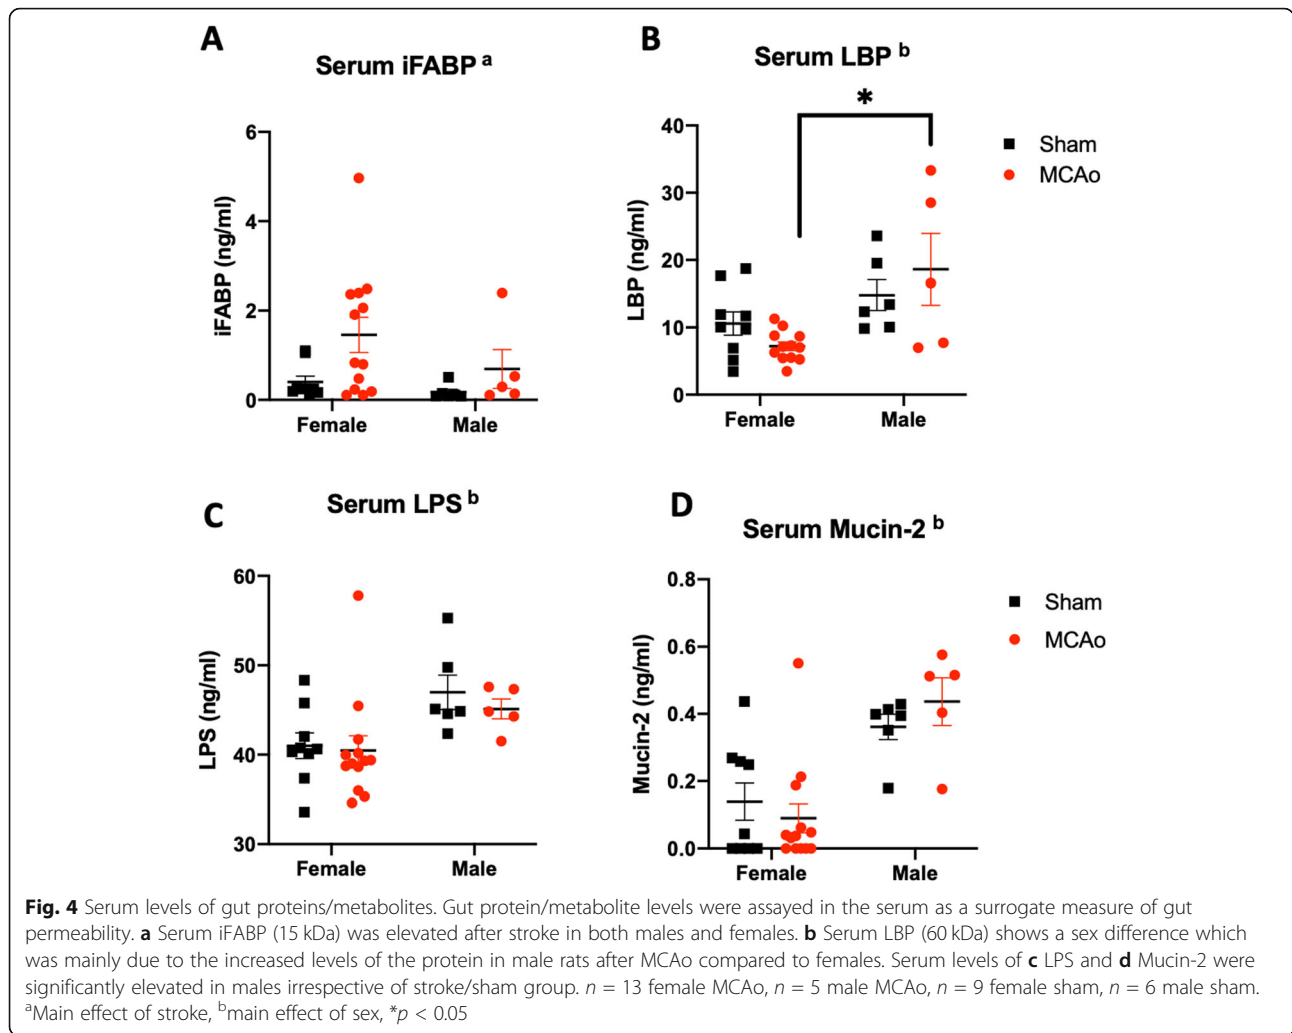 A
Serum iFABP a
iFABP (ng/ml)
6
4
2
0
Female Male
B
Serum LBP b
*
LBP (ng/ml)
40
30
20
10
0
Female Male
Sham
MCAo
C
Serum LPS b
LPS (ng/ml)
60
50
40
30
Female Male
D
Serum Mucin-2 b
Mucin-2 (ng/ml)
0.8
0.6
0.4
0.2
0.0
Female Male
Sham
MCAo
Fig. 4 Serum levels of gut proteins/metabolites. Gut protein/metabolite levels were assayed in the serum as a surrogate measure of gut
permeability. a Serum iFABP (15 kDa) was elevated after stroke in both males and females. b Serum LBP (60 kDa) shows a sex difference which
was mainly due to the increased levels of the protein in male rats after MCAo compared to females. Serum levels of c LPS and d Mucin-2 were
significantly elevated in males irrespective of stroke/sham group. n = 13 female MCAo, n = 5 male MCAo, n = 9 female sham, n = 6 male sham.
aMain effect of stroke, bmain effect of sex, *p < 0.05